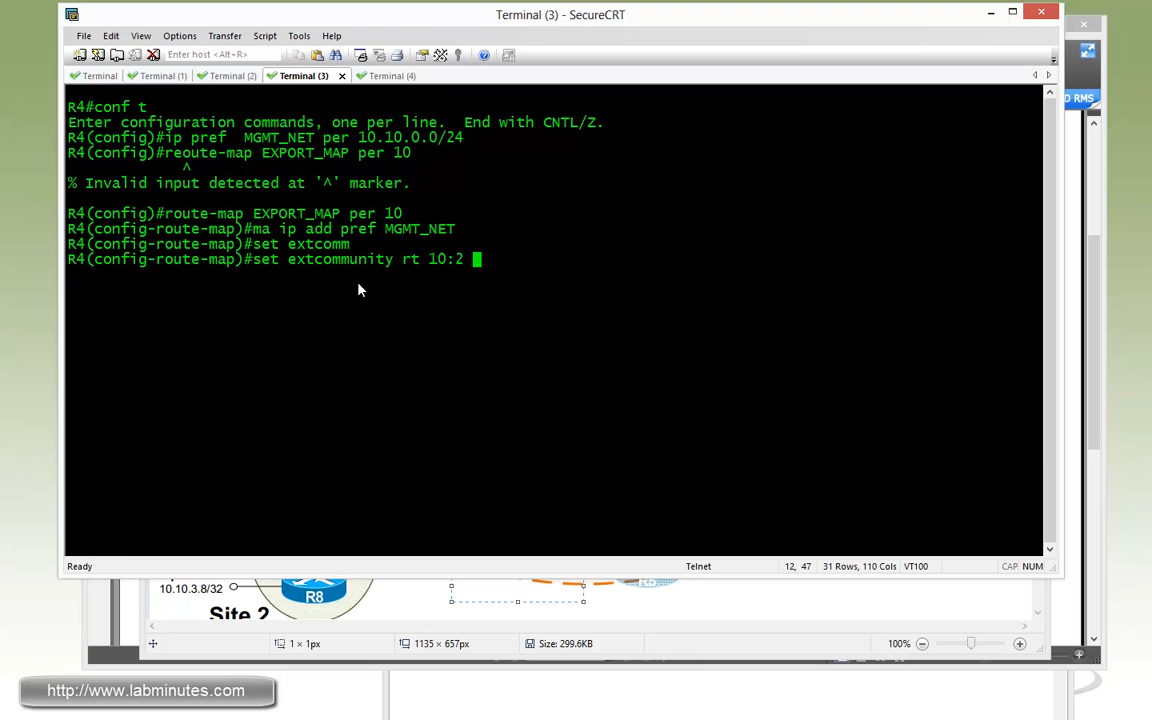 Terminal (3) - SecureCRT
File Edit View Options Transfer Script Tools Help
Enter host <Alt+R>
Terminal Terminal (1) Terminal (2) Terminal (3) Terminal (4)
D RMS
R4#conf t
Enter configuration commands, one per line.  End with CNTL/Z.
R4(config)#ip pref  MGMT_NET per 10.10.0.0/24
R4(config)#reoute-map EXPORT_MAP per 10
^
% Invalid input detected at '^' marker.
R4(config)#route-map EXPORT_MAP per 10
R4(config-route-map)#ma ip add pref MGMT_NET
R4(config-route-map)#set extcomm
R4(config-route-map)#set extcommunity rt 10:2
Ready Telnet 12, 47 31 Rows, 110 Cols VT100 CAP NUM
10.10.3.8/32
R8
Site 2
1 × 1px 1135 × 657px Size: 299.6KB 100%
http://www.labminutes.com